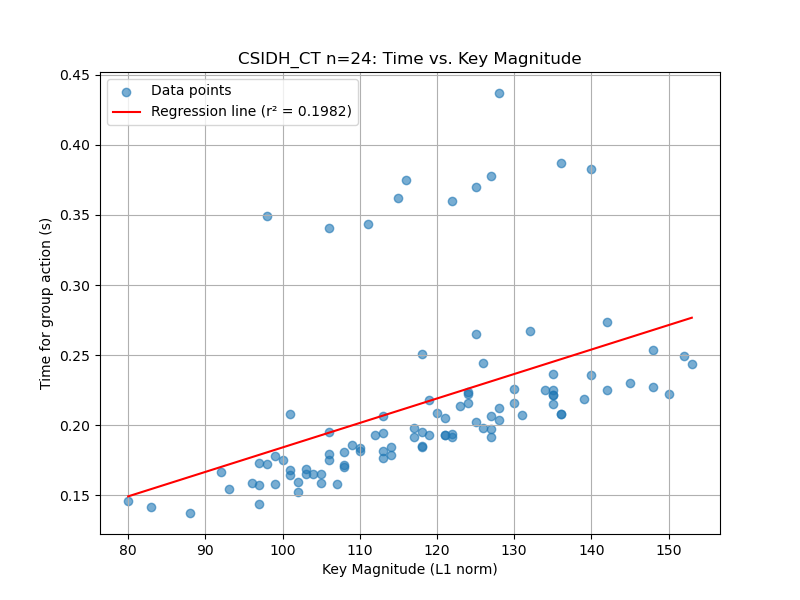 CSIDH_CT n=24: Time vs. Key Magnitude
Data points
Regression line (r² = 0.1982)
Time for group action (s)
0.45
0.40
0.35
0.30
0.25
0.20
0.15
80 90 100 110 120 130 140 150
Key Magnitude (L1 norm)